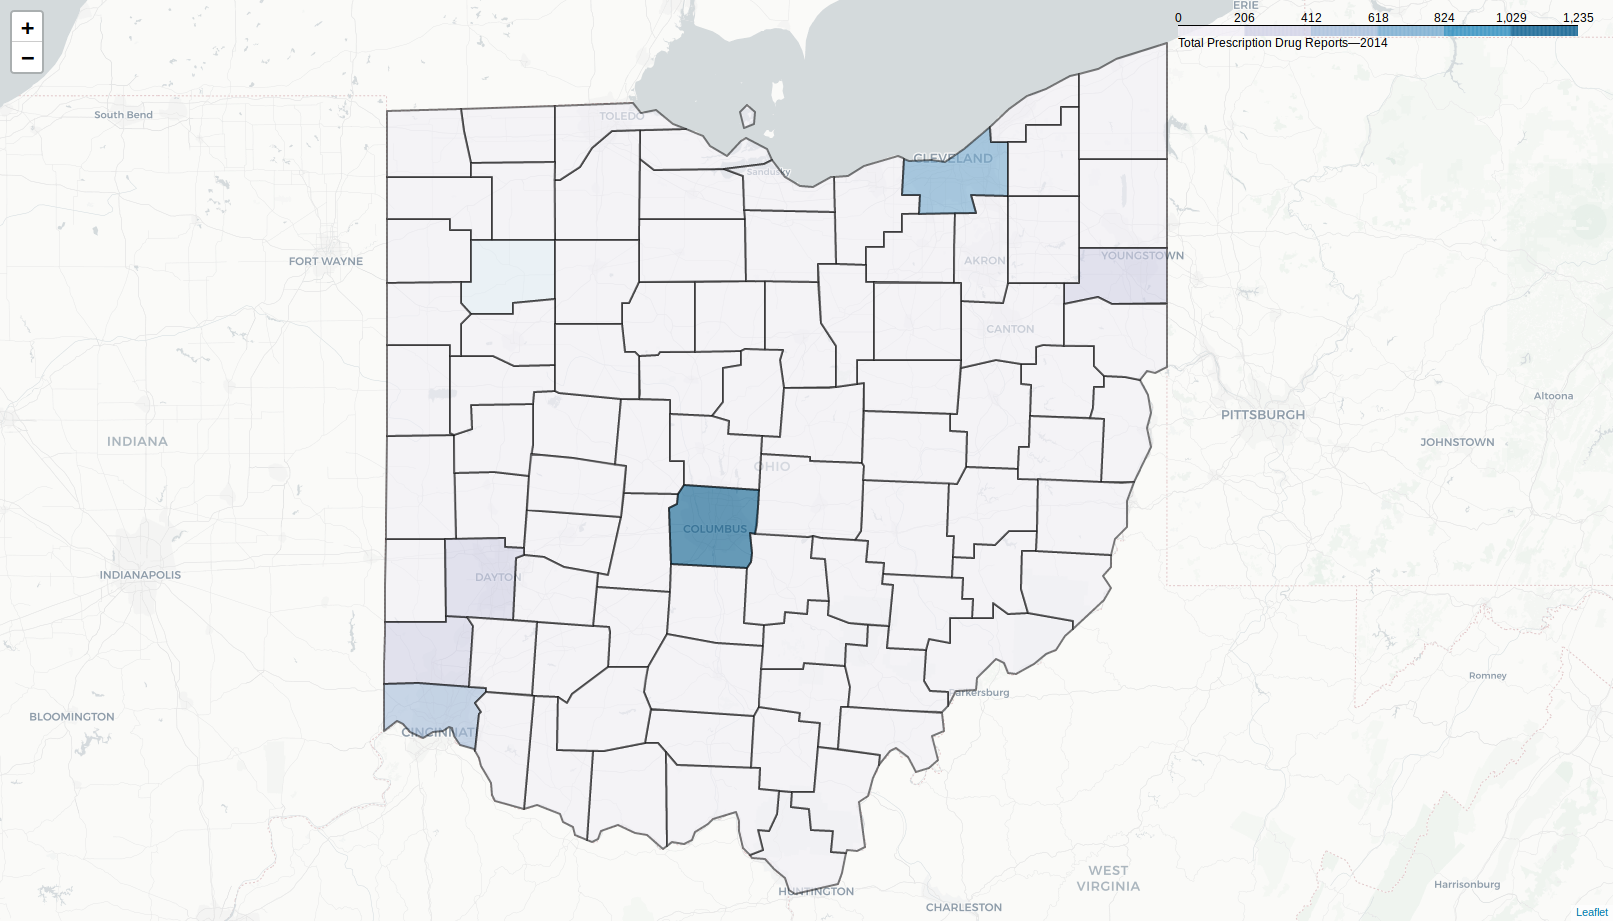 +
−
ERIE
0 206 412 618 824 1,029 1,235
Total Prescription Drug Reports—2014
South Bend
TOLEDO
CLEVELAND
Sandusky
FORT WAYNE
AKRON
YOUNGSTOWN
CANTON
Altoona
PITTSBURGH
INDIANA
JOHNSTOWN
OHIO
COLUMBUS
INDIANAPOLIS
DAYTON
Romney
arkersburg
BLOOMINGTON
CINCINNAT
WEST
VIRGINIA
Harrisonburg
HUNTINGTON
CHARLESTON
Leaflet